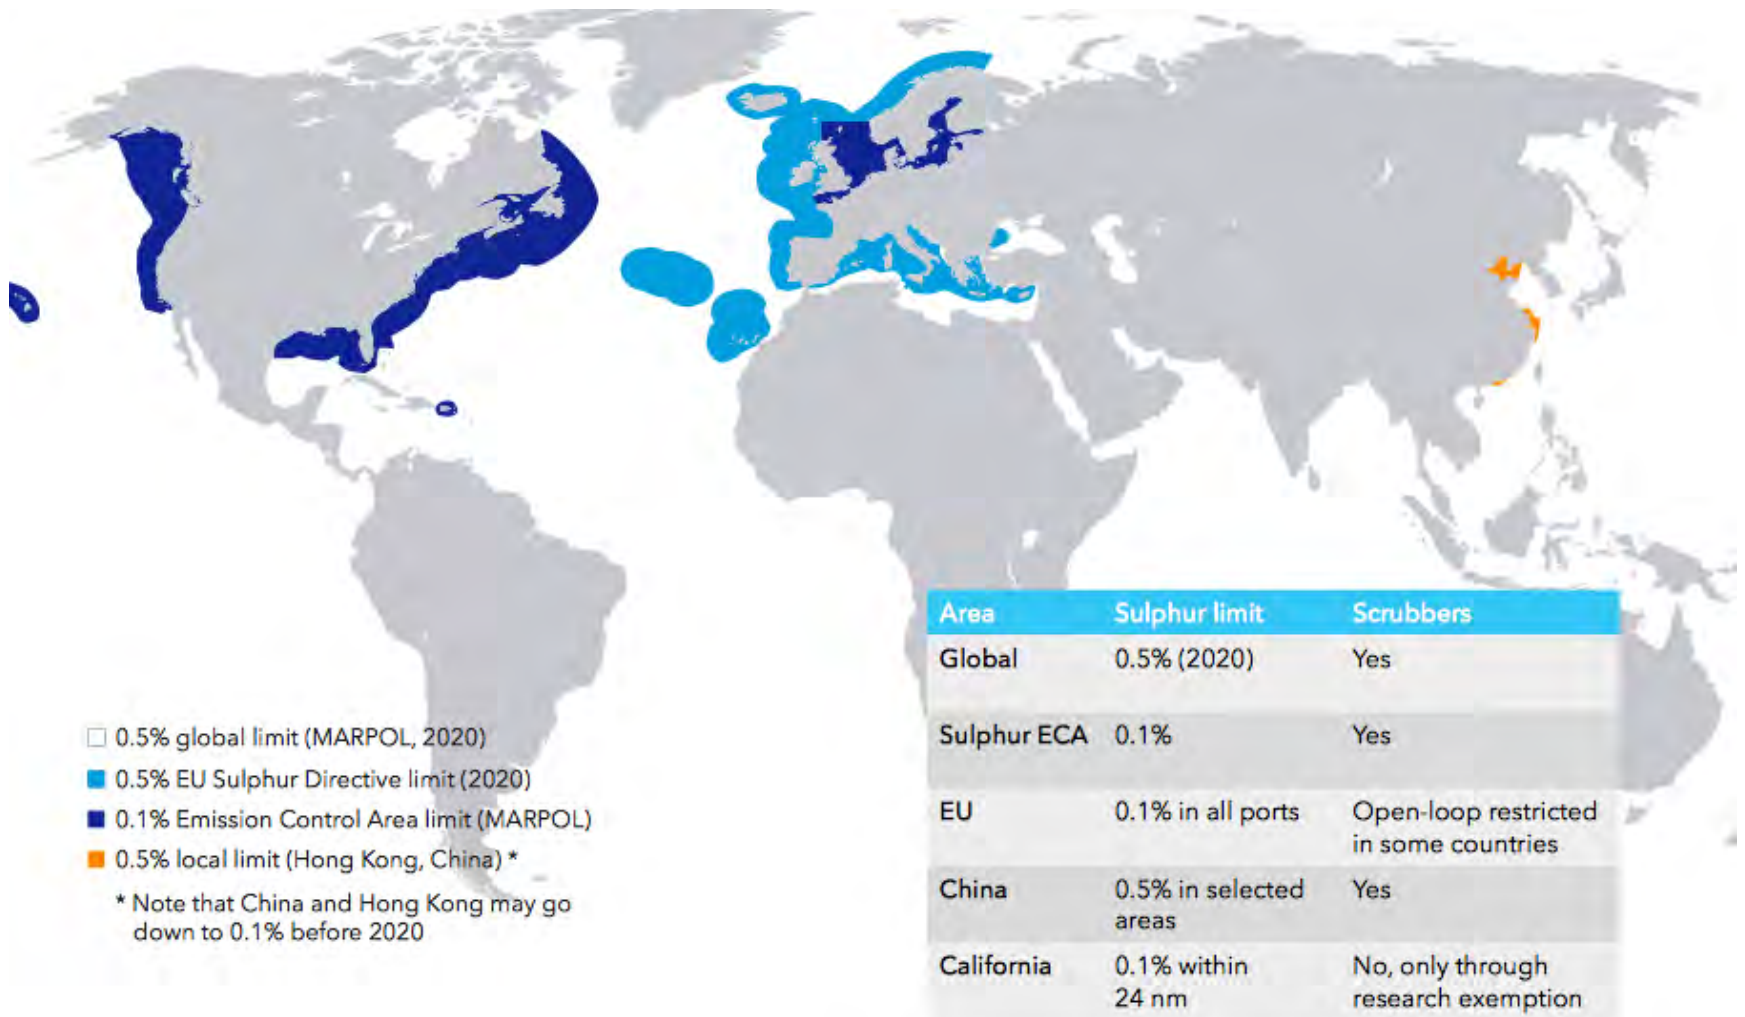 Area Sulphur limit Scrubbers
Global 0.5% (2020) Yes
Sulphur ECA 0.1% Yes
EU 0.1% in all ports Open-loop restricted
in some countries
China 0.5% in selected Yes
areas
California 0.1% within No, only through
24 nm research exemption
0.5% global limit (MARPOL, 2020)
0.5% EU Sulphur Directive limit (2020)
0.1% Emission Control Area limit (MARPOL)
0.5% local limit (Hong Kong, China) *
* Note that China and Hong Kong may go
down to 0.1% before 2020